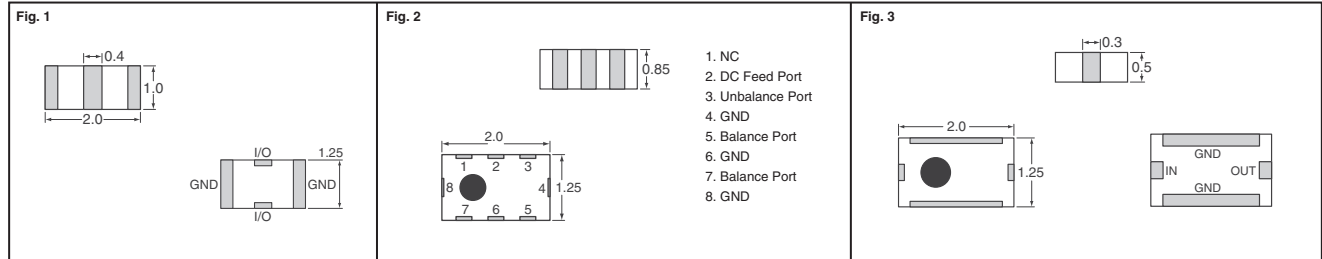 Fig. 1
0.4
1.0
2.0
I/O
1.25
GND
GND
I/O
Fig. 2
0.85
1. NC
2. DC Feed Port
3. Unbalance Port
4. GND
5. Balance Port
6. GND
7. Balance Port
8. GND
2.0
1 2 3
8 4
1.25
7 6 5
Fig. 3
0.3
0.5
2.0
1.25
GND
IN OUT
GND